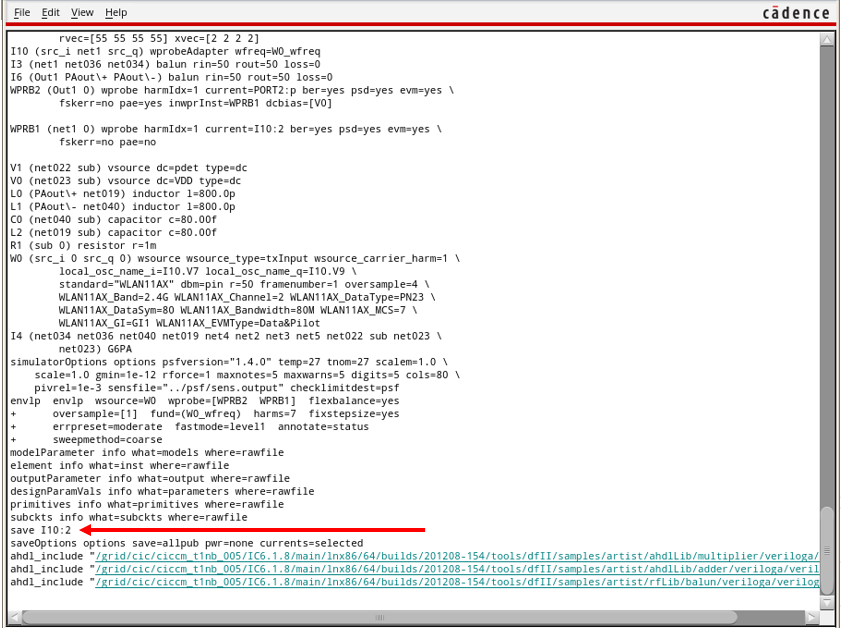 File Edit View Help
cādence
rvec=[55 55 55 55] xvec=[2 2 2 2]
I10 (src_i net1 src_q) wprobeAdapter wfreq=W0_wfreq
I3 (net1 net036 net034) balun rin=50 rout=50 loss=0
I6 (Out1 PAout\+ PAout\-) balun rin=50 rout=50 loss=0
WPRB2 (Out1 0) wprobe harmIdx=1 current=PORT2:p ber=yes psd=yes evm=yes \
fskerr=no pae=yes inwprInst=WPRB1 dcbias=[V0]
WPRB1 (net1 0) wprobe harmIdx=1 current=I10:2 ber=yes psd=yes evm=yes \
fskerr=no pae=no
V1 (net022 sub) vsource dc=pdet type=dc
V0 (net023 sub) vsource dc=VDD type=dc
L0 (PAout\+ net019) inductor l=800.0p
L1 (PAout\- net040) inductor l=800.0p
C0 (net040 sub) capacitor c=80.00f
L2 (net019 sub) capacitor c=80.00f
R1 (sub 0) resistor r=1m
W0 (src_i 0 src_q 0) wsource wsource_type=txInput wsource_carrier_harm=1 \
local_osc_name_i=I10.V7 local_osc_name_q=I10.V9 \
standard="WLAN11AX" dbm=pin r=50 framenumber=1 oversample=4 \
WLAN11AX_Band=2.4G WLAN11AX_Channel=2 WLAN11AX_DataType=PN23 \
WLAN11AX_DataSym=80 WLAN11AX_Bandwidth=80M WLAN11AX_MCS=7 \
WLAN11AX_GI=GI1 WLAN11AX_EVMType=Data&Pilot
I4 (net034 net036 net040 net019 net4 net2 net3 net5 net022 sub net023 \
net023) G6PA
simulatorOptions options psfversion="1.4.0" temp=27 tnom=27 scalem=1.0 \
scale=1.0 gmin=1e-12 rforce=1 maxnotes=5 maxwarns=5 digits=5 cols=80 \
pivrel=1e-3 sensfile="../psf/sens.output" checklimitdest=psf
envlp envlp wsource=W0 wprobe=[WPRB2 WPRB1] flexbalance=yes
+ oversample=[1] fund=(W0_wfreq) harms=7 fixstepsize=yes
+ errpreset=moderate fastmode=level1 annotate=status
+ sweepmethod=coarse
modelParameter info what=models where=rawfile
element info what=inst where=rawfile
outputParameter info what=output where=rawfile
designParamVals info what=parameters where=rawfile
primitives info what=primitives where=rawfile
subckts info what=subckts where=rawfile
save I10:2
saveOptions options save=allpub pwr=none currents=selected
ahdl_include "/grid/cic/ciccm_t1nb_005/IC6.1.8/main/lnx86/64/builds/201208-154/tools/dfII/samples/artist/ahdlLib/multiplier/veriloga/
ahdl_include "/grid/cic/ciccm_t1nb_005/IC6.1.8/main/lnx86/64/builds/201208-154/tools/dfII/samples/artist/ahdlLib/adder/veriloga/veril
ahdl_include "/grid/cic/ciccm_t1nb_005/IC6.1.8/main/lnx86/64/builds/201208-154/tools/dfII/samples/artist/rfLib/balun/veriloga/verilog